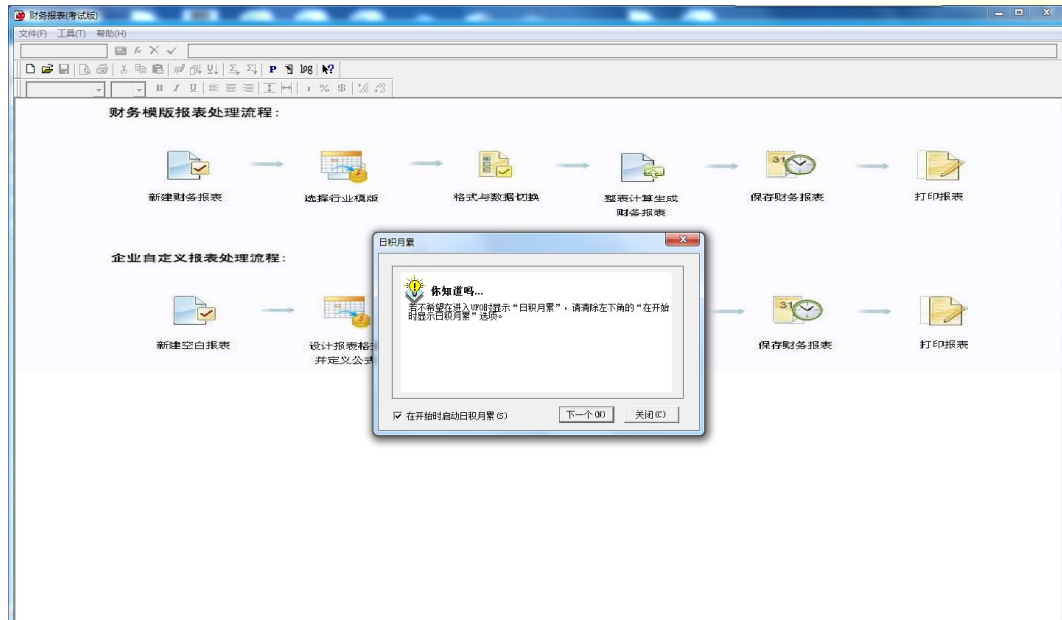 财务报表(考试版)
文件(F) 工具(T) 帮助(H)
财务模版报表处理流程:
新建财务报表
选择行业模版
格式与数据切换
整表计算生成
财务报表
保存财务报表
打印报表
企业自定义报表处理流程:
新建空白报表
设计报表格
并定义公式
保存财务报表
打印报表
日积月累
你知道吗...
若不希望在进入UFO时显示“日积月累”,请清除左下角的“在开始
时显示日积月累”选项。
在开始时启动日积月累(S)
下一个(N)
关闭(C)